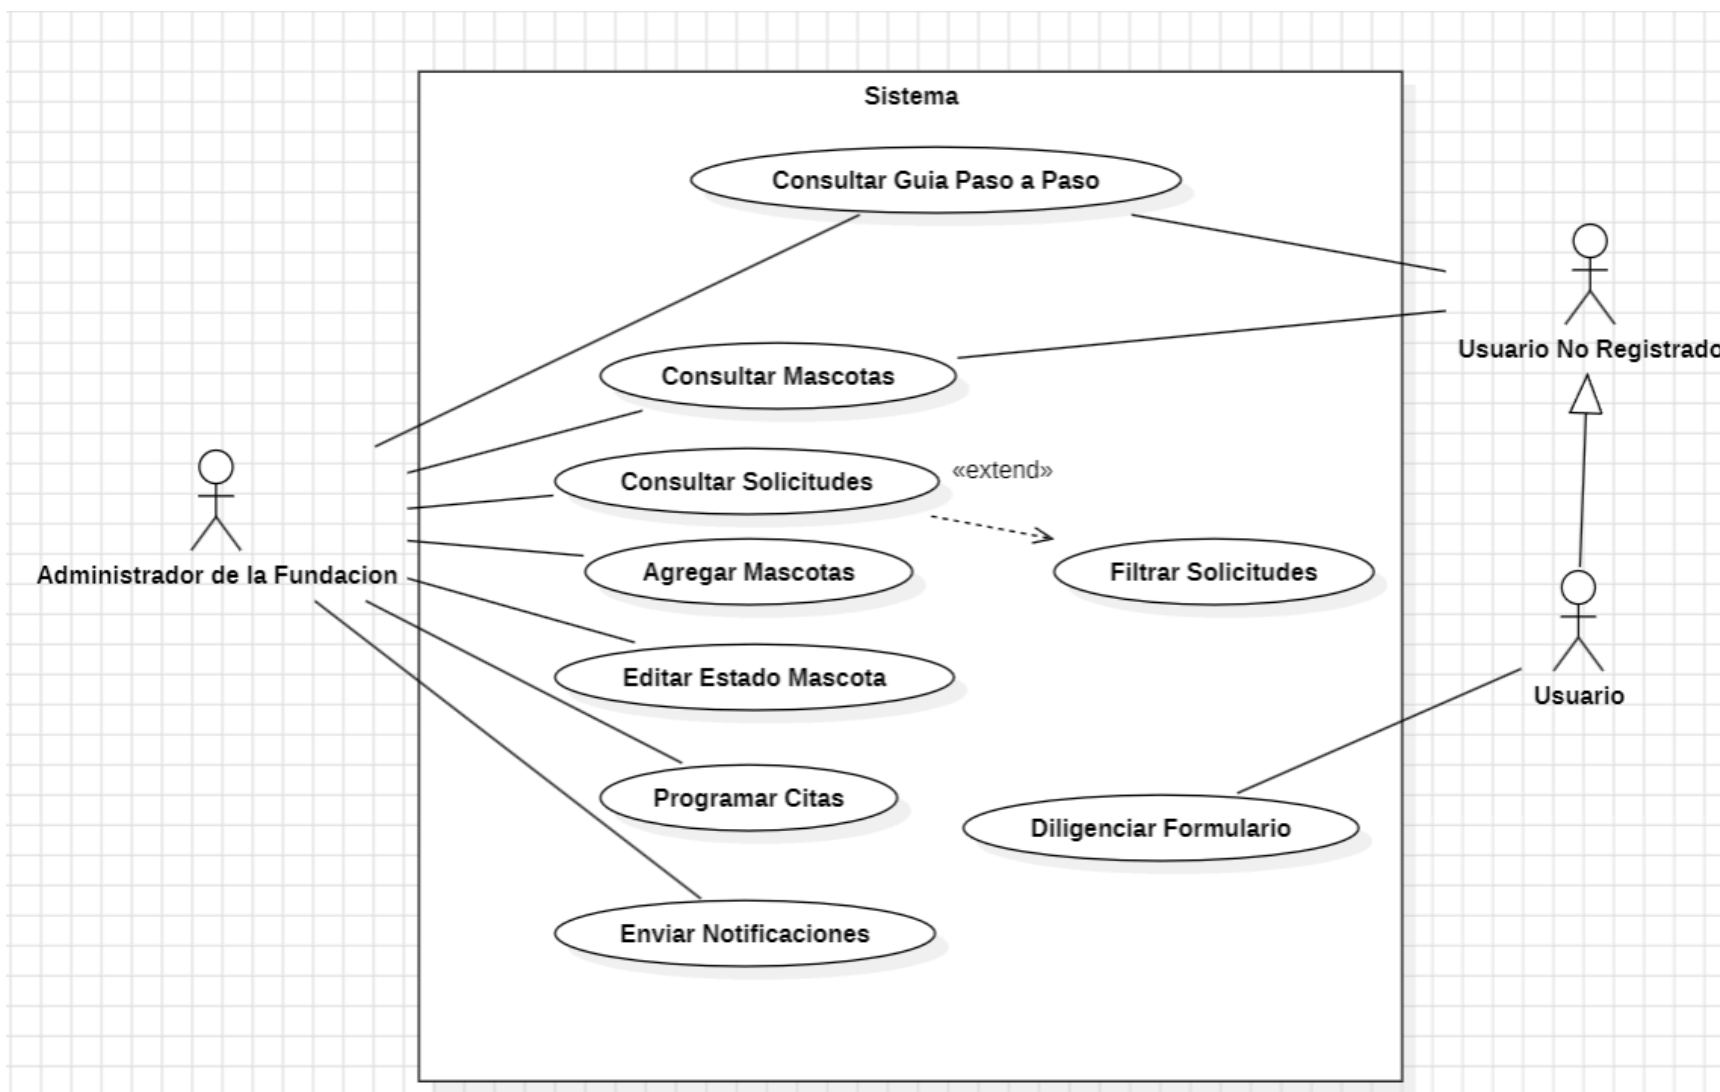 Sistema
Consultar Guia Paso a Paso
Usuario No Registrado
Consultar Mascotas
Consultar Solicitudes
«extend»
Administrador de la Fundacion
Agregar Mascotas
Filtrar Solicitudes
Editar Estado Mascota
Usuario
Programar Citas
Diligenciar Formulario
Enviar Notificaciones